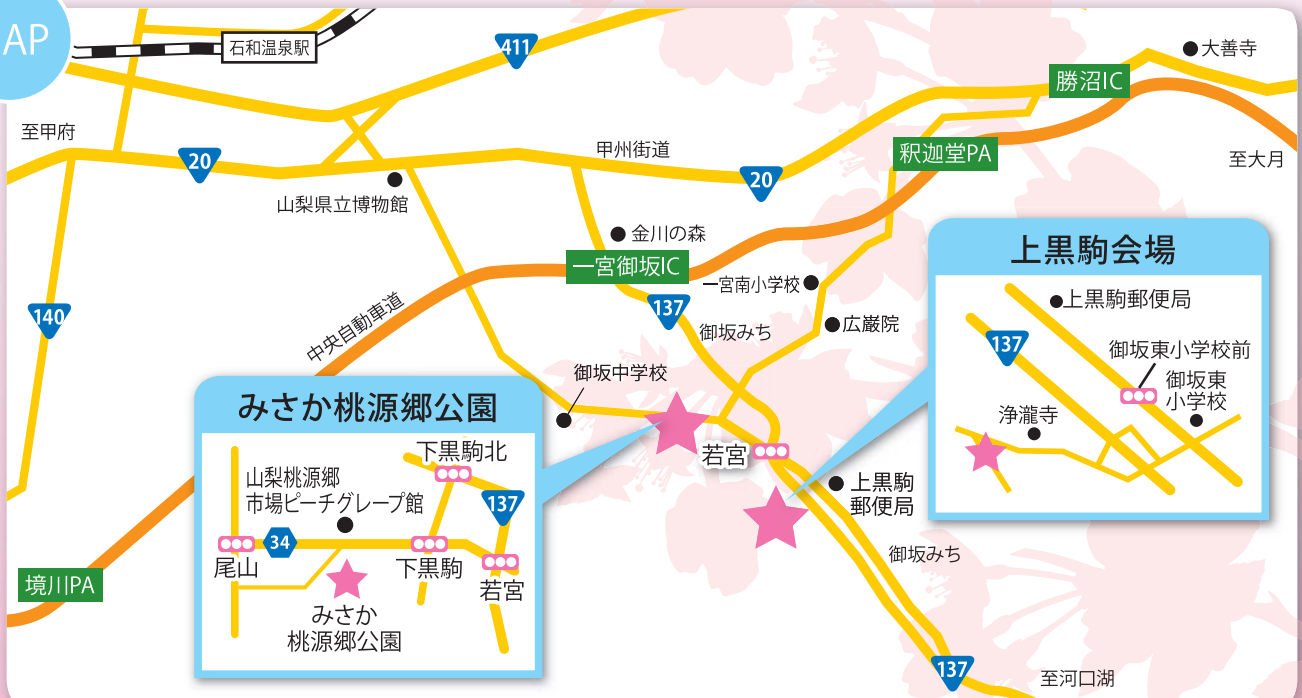 AP
石和温泉駅
411
大善寺
勝沼IC
至甲府
20
甲州街道
釈迦堂PA
至大月
20
山梨県立博物館
金川の森
一宮御坂IC
一宮南小学校
137
140
中央自動車道
御坂みち
広巌院
御坂中学校
若宮
上黒駒
郵便局
御坂みち
境川PA
137
至河口湖
上黒駒会場
上黒駒郵便局
137
御坂東小学校前
御坂東
小学校
浄瀧寺
みさか桃源郷公園
下黒駒北
山梨桃源郷
市場ピーチグレープ館
137
34
尾山
下黒駒
若宮
みさか
桃源郷公園